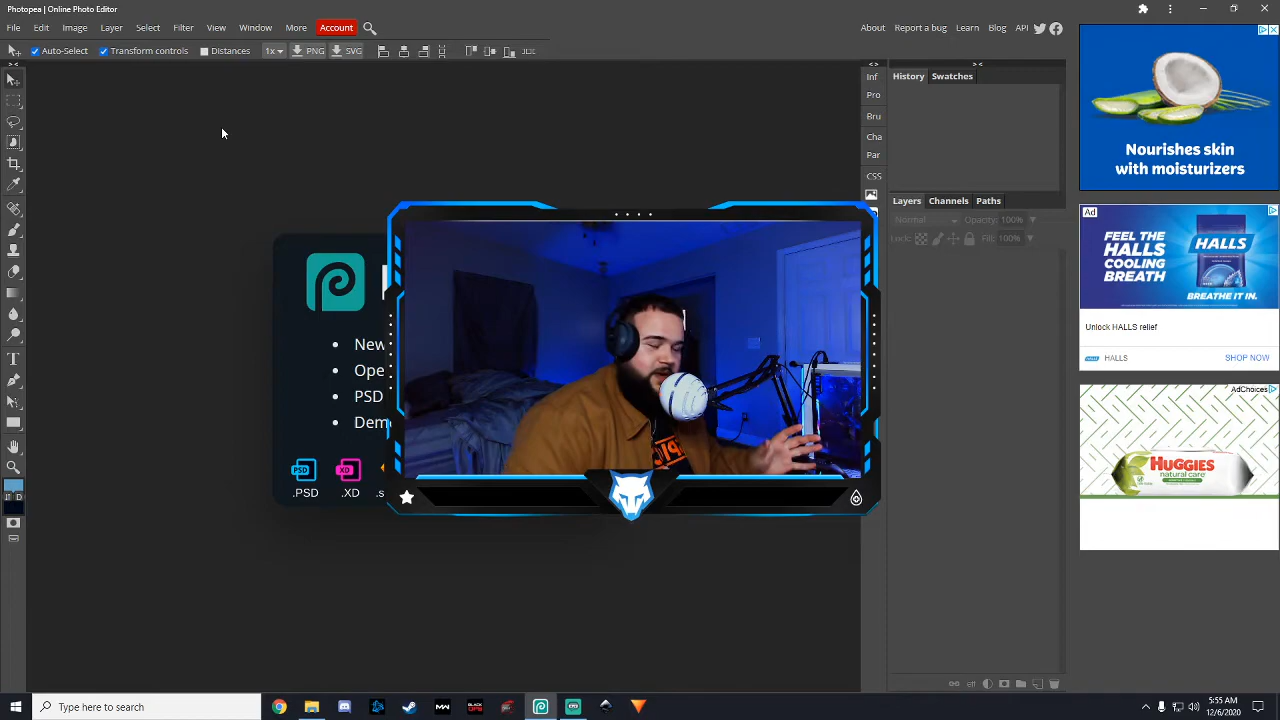 Photopea | Online Photo Editor
File Edit Image Layer Select Filter View Window More Account
About Report a bug Learn Blog API
Auto-Select Transform controls Distances 1x PNG SVG
Inf
Pro
Bru
Cha
Par
CSS
History Swatches
Layers Channels Paths
Normal Opacity: 100%
Lock: Fill: 100%
New
Ope
PSD
Dem
PSD XD
.PSD .XD .s
D D
Nourishes skin
with moisturizers
Ad
FEEL THE
HALLS
COOLING
BREATH
HALLS
BREATHE IT IN.
Unlock HALLS relief
HALLS HALLS SHOP NOW
AdChoices
HUGGIES
natural care
Type here to search
BLACK
OPS
5:55 AM
12/6/2020